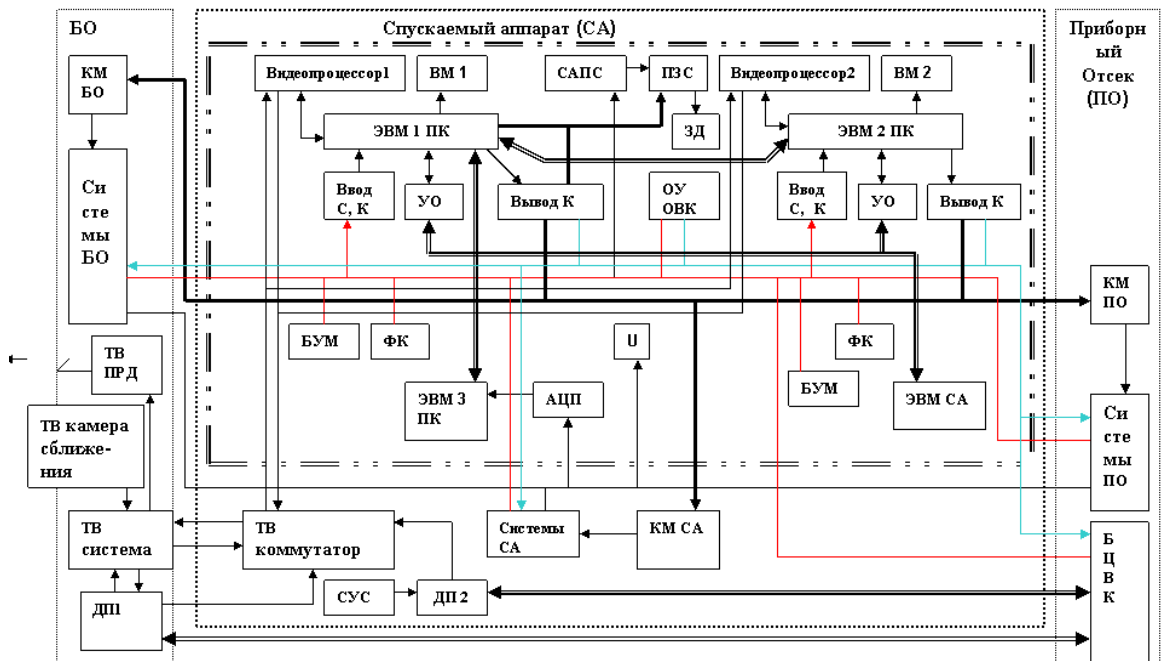 БО
Спускаемый аппарат (СА)
Приборн
ый
Отсек
(ПО)
КМ
БО
Видеопроцессор1
ВМ 1
САПС
ПЗС
Видеопроцессор2
ВМ 2
ЗД
ЭВМ 1 ПК
ЭВМ 2 ПК
Си
сте
мы
БО
Ввод
С, К
УО
Вывод К
ОУ
ОВК
Ввод
С, К
УО
Вывод К
КМ
ПО
БУМ
ФК
U
ФК
ТВ
ПРД
БУМ
ЭВМ 3
ПК
АЦП
ЭВМ СА
ТВ камера
сближе-
ния
Си
сте
мы
ПО
ТВ
система
ТВ
коммутатор
Системы
СА
КМ СА
Б
Ц
В
К
ДП1
СУС
ДП 2